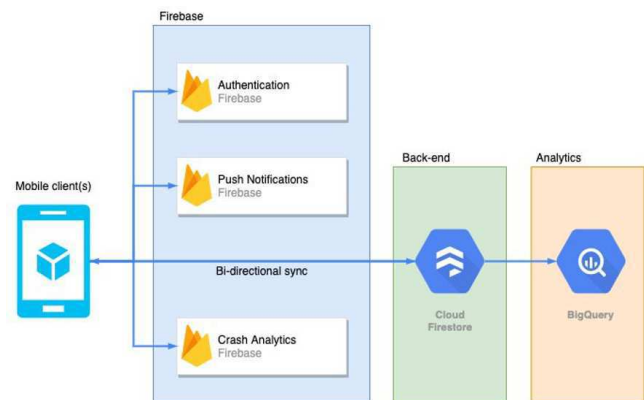 Firebase
Authentication
Firebase
Push Notifications
Firebase
Back-end
Analytics
Mobile client(s)
Bi-directional sync
Cloud
Firestore
BigQuery
Crash Analytics
Firebase